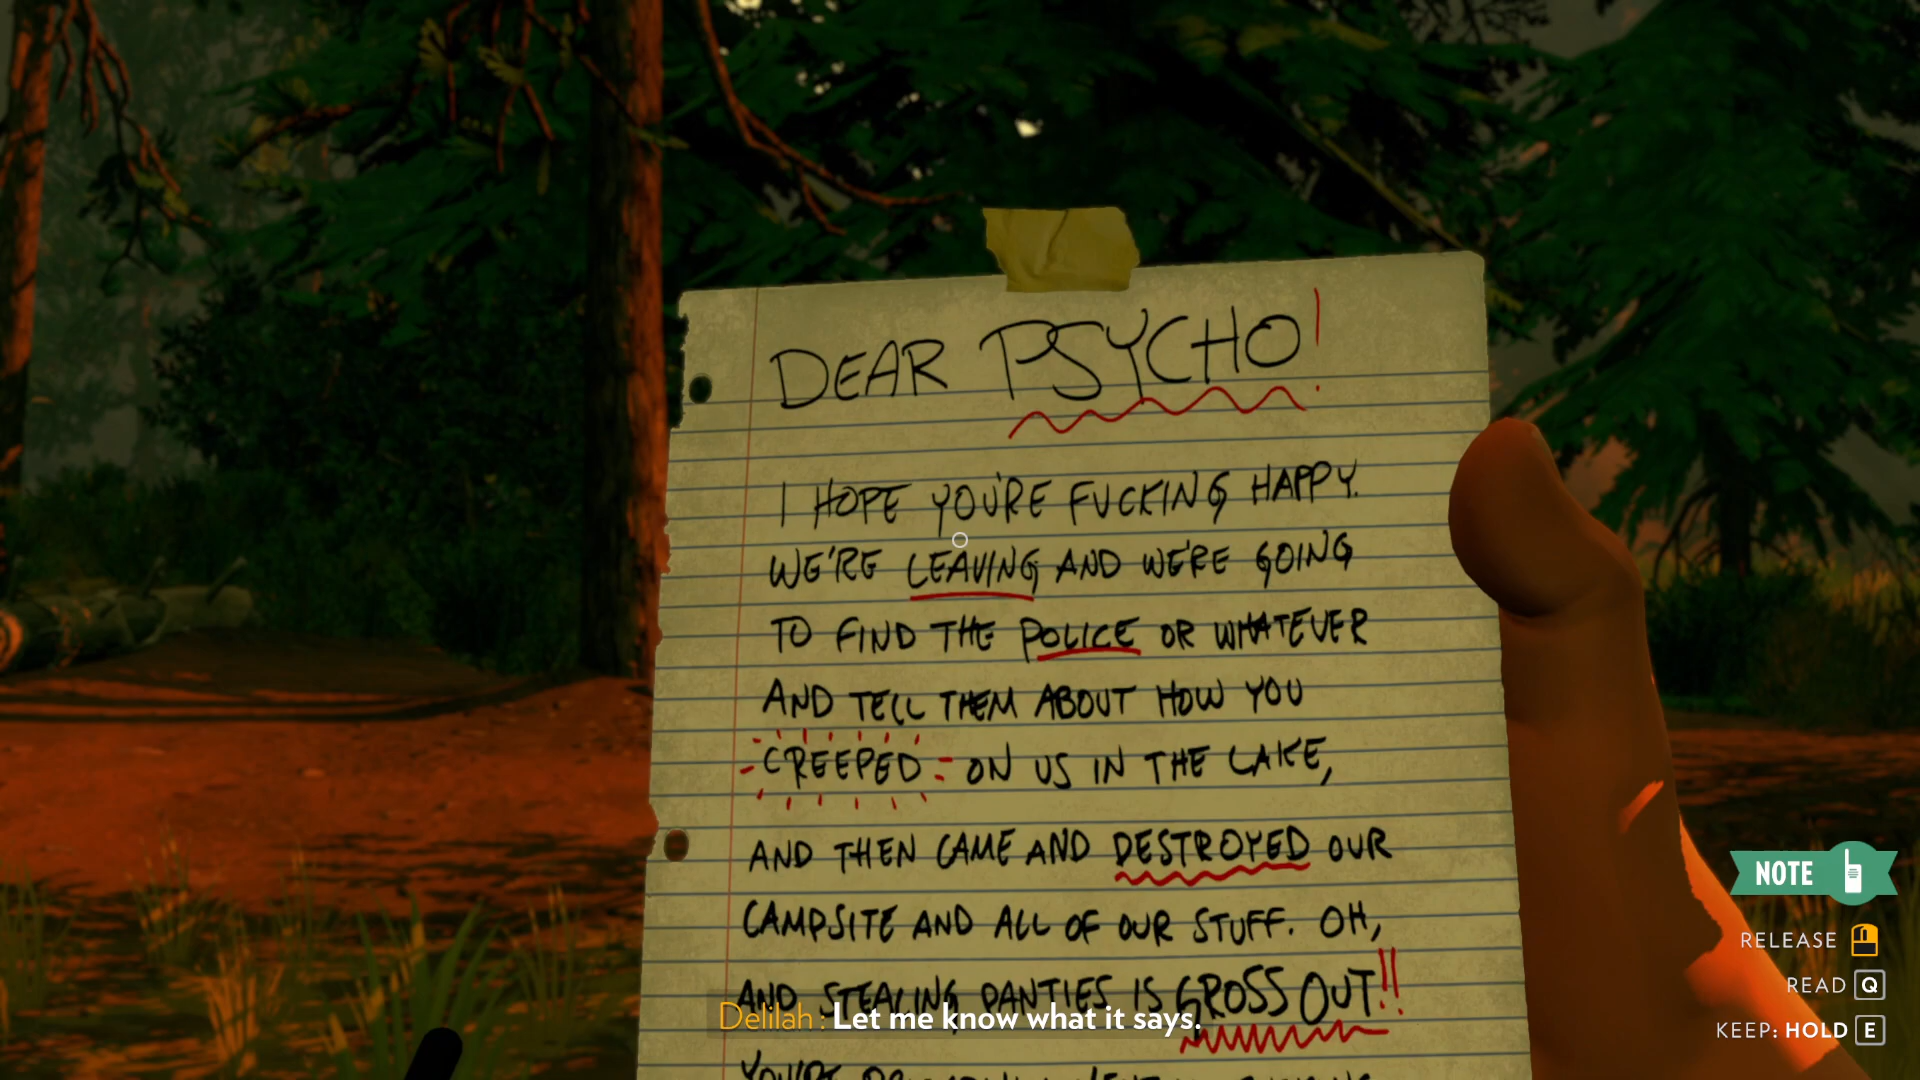 DEAR PSYCHO!
I HOPE YOU'RE FUCKING HAPPY.
WE'RE LEAVING AND WE'RE GOING
TO FIND THE POLICE OR WHATEVER
AND TELL THEM ABOUT HOW YOU
CREEPED ON US IN THE LAKE,
AND THEN CAME AND DESTROYED OUR
CAMPSITE AND ALL OF OUR STUFF. OH,
AND STEALING PANTIES IS GROSS OUT!!
Delilah : Let me know what it says.
NOTE
RELEASE
READ Q
KEEP: HOLD E